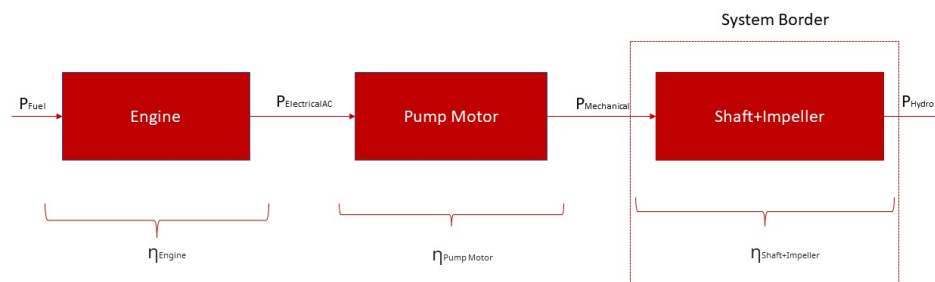 System Border
PFuel
Engine
PElectricalAC
Pump Motor
PMechanical
Shaft+Impeller
PHydro
ηEngine
ηPump Motor
ηShaft+Impeller